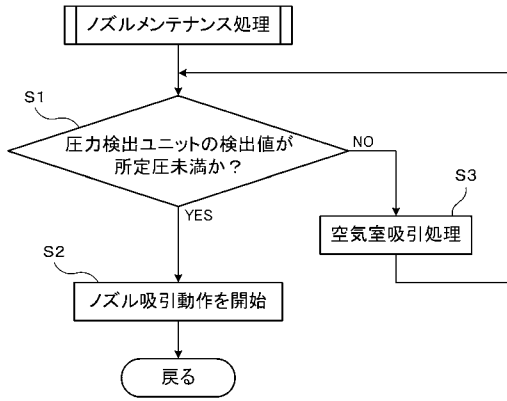 ノズルメンテナンス処理
S1
圧力検出ユニットの検出値が
所定圧未満か？
NO
YES
S3
空気室吸引処理
S2
ノズル吸引動作を開始
戻る